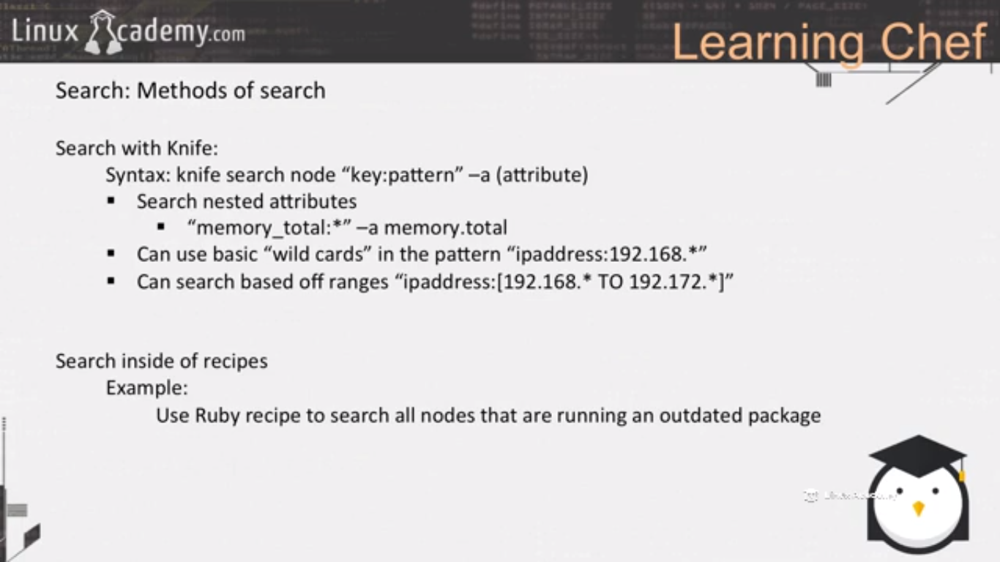 Linux Academy.com
Learning Chef
Search: Methods of search
Search with Knife:
Syntax: knife search node “key:pattern” –a (attribute)
▪ Search nested attributes
▪ “memory_total:*” –a memory.total
▪ Can use basic “wild cards” in the pattern “ipaddress:192.168.*”
▪ Can search based off ranges “ipaddress:[192.168.* TO 192.172.*]”
Search inside of recipes
Example:
Use Ruby recipe to search all nodes that are running an outdated package